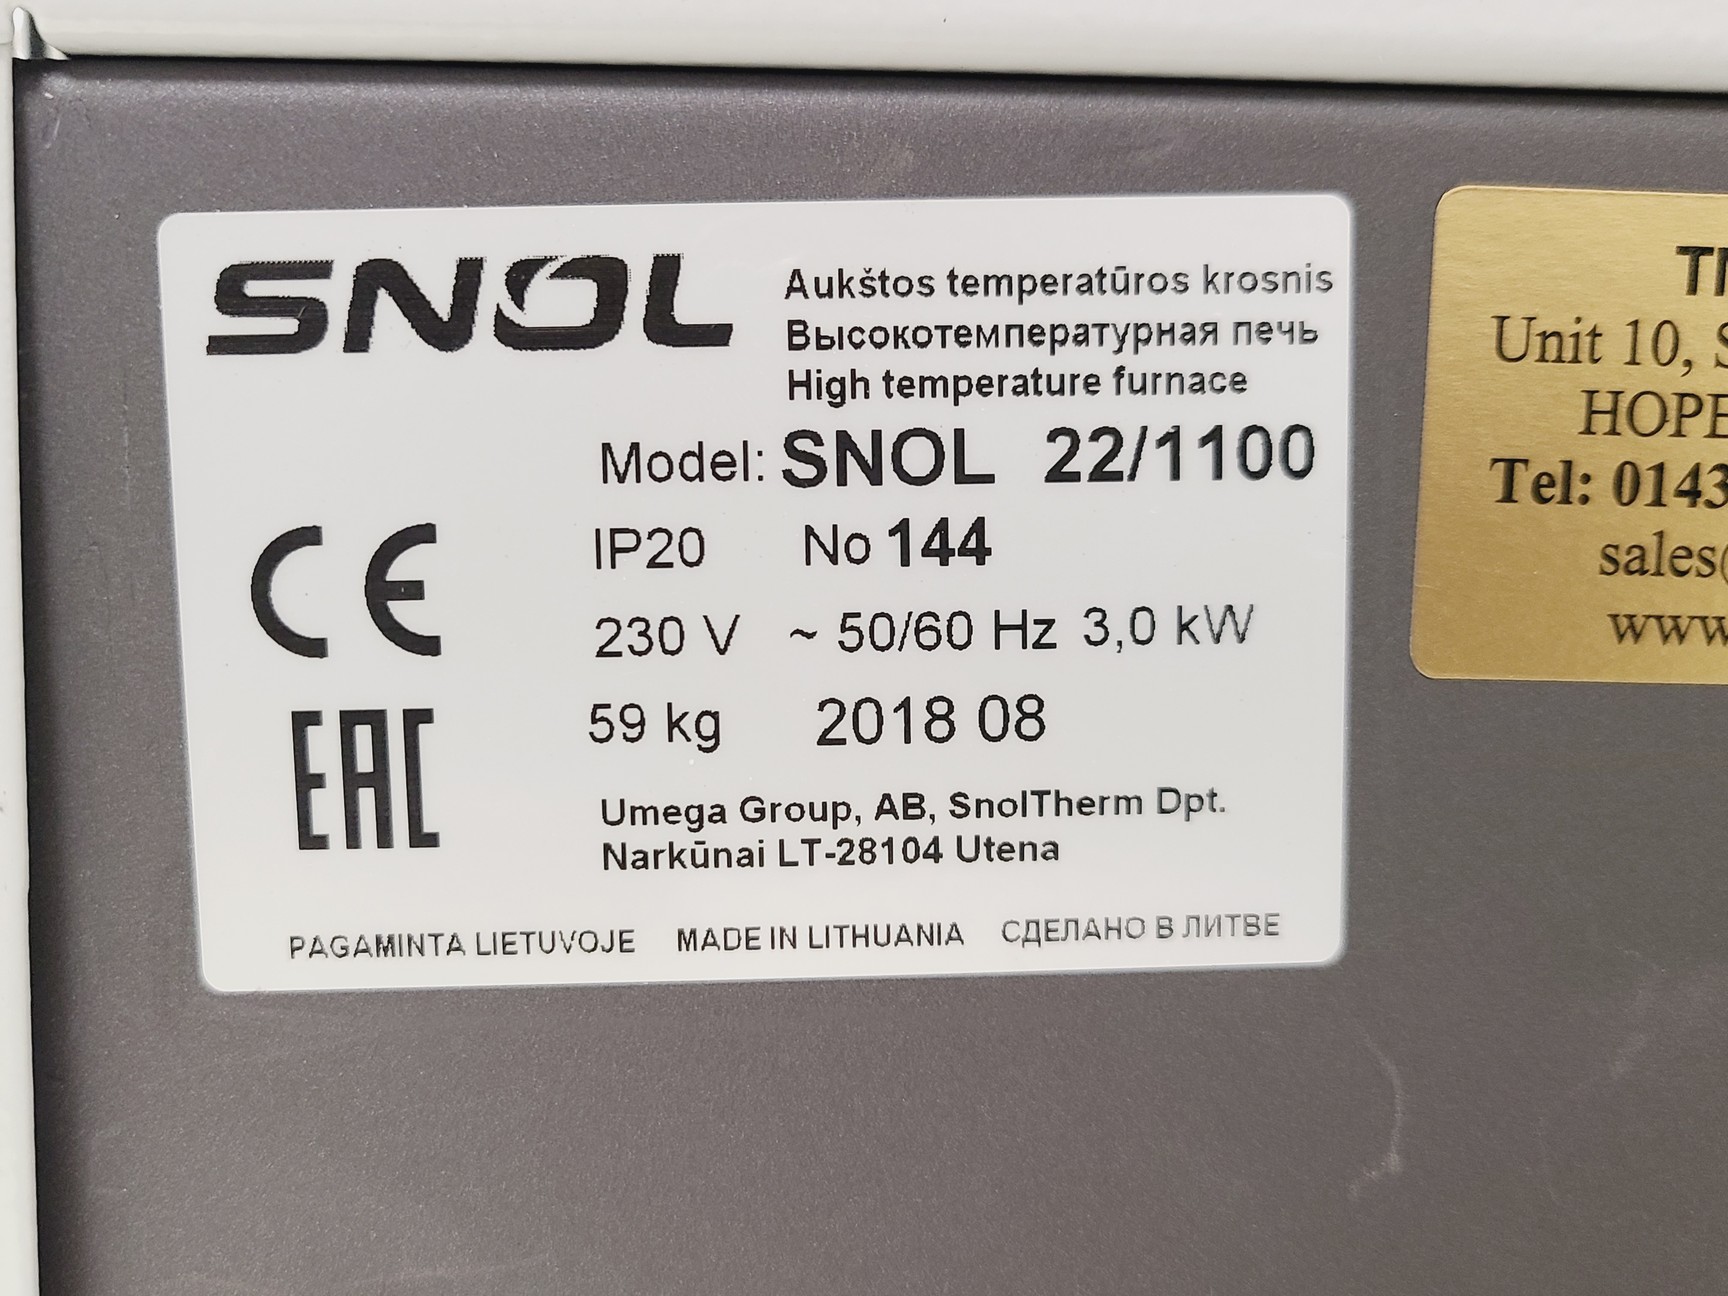 SNOL
Aukštos temperatūros krosnis
Высокотемпературная печь
High temperature furnace
Model: SNOL 22/1100
CE
IP20 No 144
230 V ~ 50/60 Hz 3,0 kW
59 kg 2018 08
EAC
Umega Group, AB, SnolTherm Dpt.
Narkūnai LT-28104 Utena
PAGAMINTA LIETUVOJE MADE IN LITHUANIA СДЕЛАНО В ЛИТВЕ
Unit 10,
HOPE
Tel: 0143
sales@
www